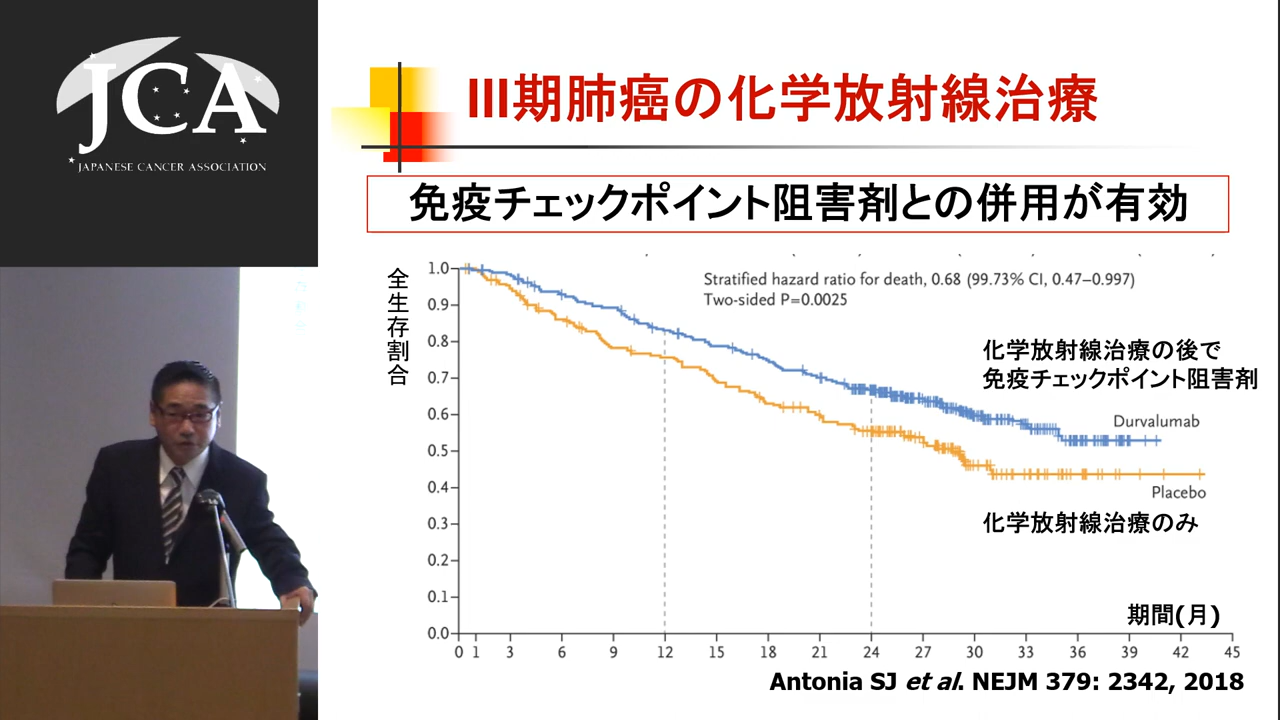 JCA
JAPANESE CANCER ASSOCIATION
III期肺癌の化学放射線治療
免疫チェックポイント阻害剤との併用が有効
全生存割合
1.0
0.9
0.8
0.7
0.6
0.5
0.4
0.3
0.2
0.1
0.0
Stratified hazard ratio for death, 0.68 (99.73% CI, 0.47–0.997)
Two-sided P=0.0025
化学放射線治療の後で
免疫チェックポイント阻害剤
Durvalumab
Placebo
化学放射線治療のみ
期間(月)
0 1 3 6 9 12 15 18 21 24 27 30 33 36 39 42 45
Antonia SJ et al. NEJM 379: 2342, 2018